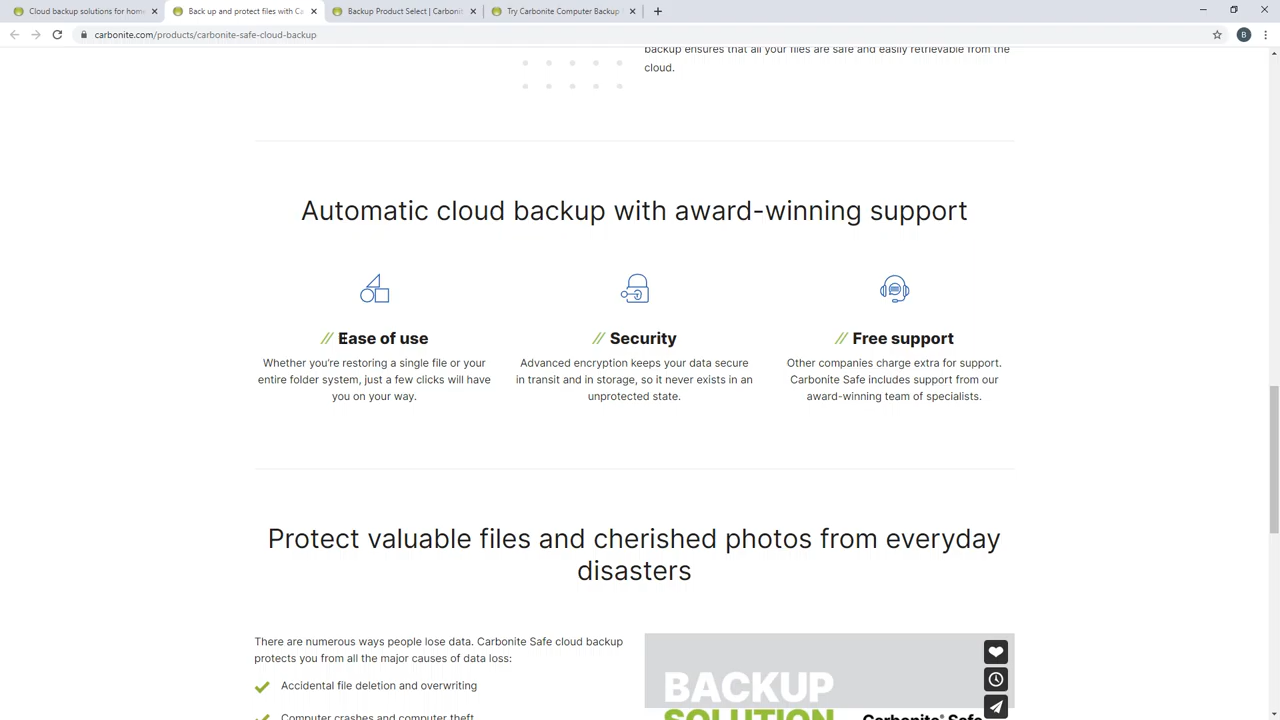 Cloud backup solutions for home
Back up and protect files with Ca
Backup Product Select | Carbonit
Try Carbonite Computer Backup
carbonite.com/products/carbonite-safe-cloud-backup
B
backup ensures that all your files are safe and easily retrievable from the
cloud.
Automatic cloud backup with award-winning support
// Ease of use
Whether you're restoring a single file or your
entire folder system, just a few clicks will have
you on your way.
// Security
Advanced encryption keeps your data secure
in transit and in storage, so it never exists in an
unprotected state.
// Free support
Other companies charge extra for support.
Carbonite Safe includes support from our
award-winning team of specialists.
Protect valuable files and cherished photos from everyday
disasters
There are numerous ways people lose data. Carbonite Safe cloud backup
protects you from all the major causes of data loss:
Accidental file deletion and overwriting
Computer crashes and computer theft
BACKUP
SOLUTION
Carbonite® Safe